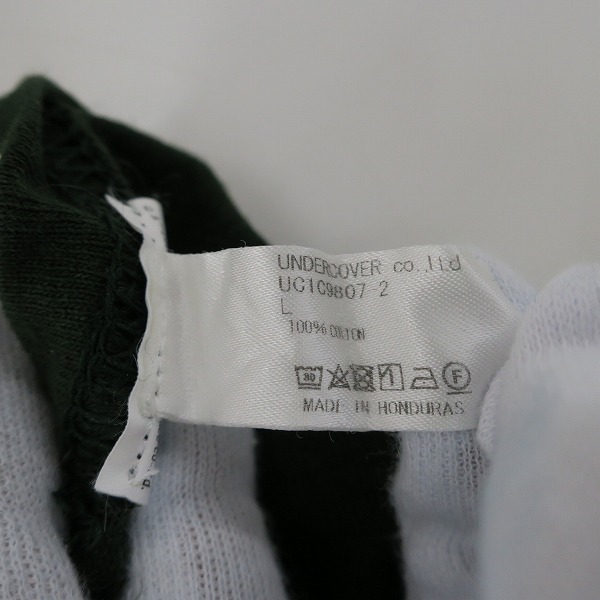 UNDERCOVER co.,ltd
UC1C9807-2
L
100% COTTON
MADE IN HONDURAS